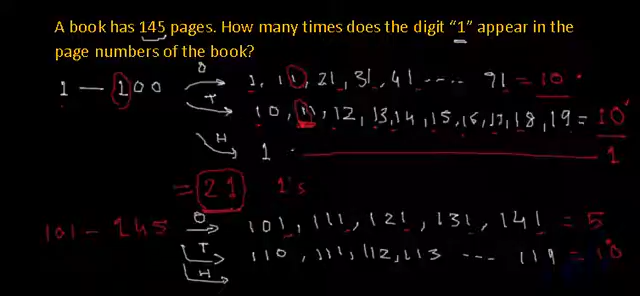 A book has 145 pages. How many times does the digit “1” appear in the
page numbers of the book?
1 — 100 O → 1, 11, 21, 31, 41 ..... 91 = 10
T → 10, 11, 12, 13, 14, 15, 16, 17, 18, 19 = 10
H → 1 1
= 21 1's
101 - 145 O → 101, 111, 121, 131, 141 = 5
T → 110, 111, 112, 113 ... 119 = 10
H →